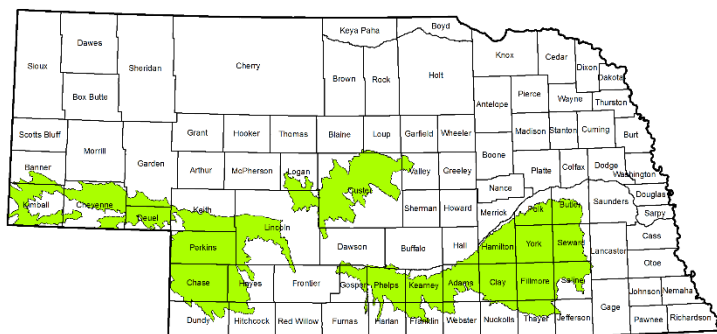 Sioux
Dawes
Sheridan
Cherry
Keya Paha
Boyd
Box Butte
Brown
Rock
Holt
Knox
Cedar
Dixon
Dakota
Antelope
Pierce
Wayne
Thurston
Scotts Bluff
Morrill
Garden
Grant
Hooker
Thomas
Blaine
Loup
Garfield
Wheeler
Madison
Stanton
Cuming
Burt
Banner
Arthur
McPherson
Logan
Custer
Valley
Greeley
Boone
Nance
Platte
Colfax
Dodge
Washington
Kimball
Cheyenne
Deuel
Keith
Lincoln
Sherman
Howard
Merrick
Polk
Butler
Saunders
Douglas
Sarpy
Perkins
Dawson
Buffalo
Hall
Hamilton
York
Seward
Lancaster
Cass
Otoe
Chase
Hayes
Frontier
Gosper
Phelps
Kearney
Adams
Clay
Fillmore
Saline
Gage
Johnson
Nemaha
Dundy
Hitchcock
Red Willow
Furnas
Harlan
Franklin
Webster
Nuckolls
Thayer
Jefferson
Pawnee
Richardson